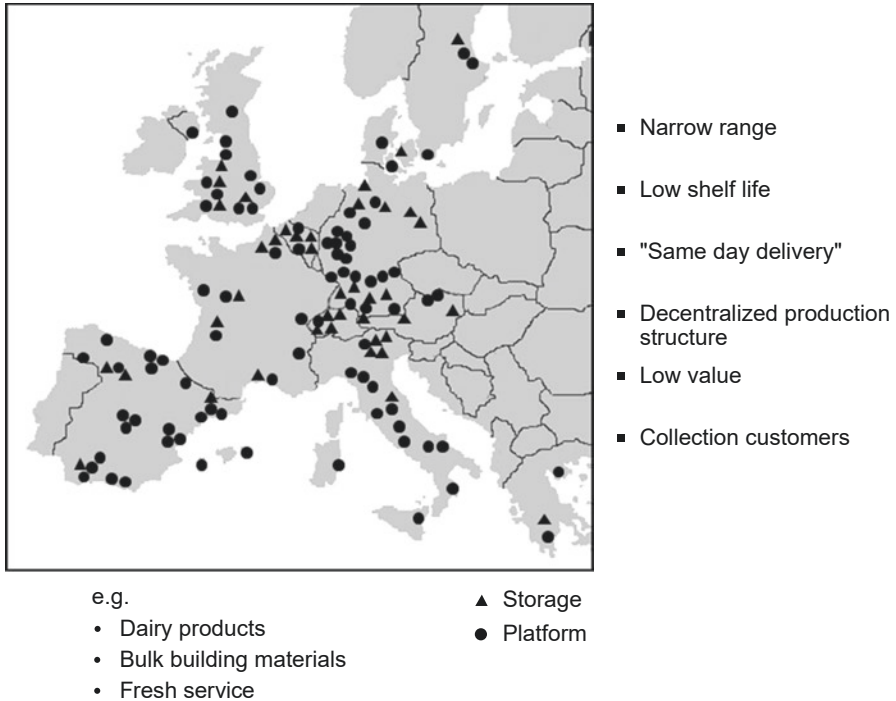 Narrow range
Low shelf life
"Same day delivery"
Decentralized production
structure
Low value
Collection customers
e.g.
• Dairy products
• Bulk building materials
• Fresh service
Storage
Platform